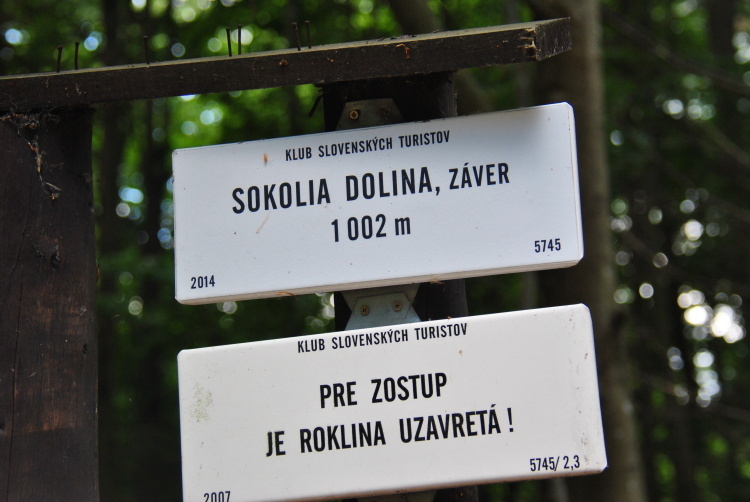 KLUB SLOVENSKÝCH TURISTOV
SOKOLIA DOLINA, ZÁVER
1 002 m
2014 5745
KLUB SLOVENSKÝCH TURISTOV
PRE ZOSTUP
JE ROKLINA UZAVRETÁ !
2007 5745/2,3